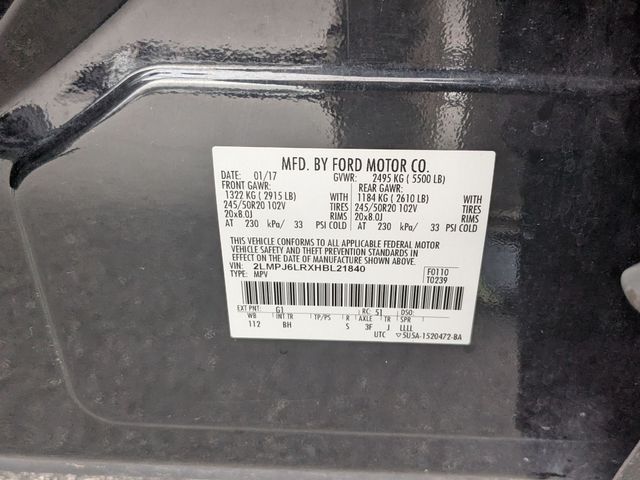 MFD. BY FORD MOTOR CO.
DATE: 01/17 GVWR: 2495 KG ( 5500 LB)
FRONT GAWR: REAR GAWR:
1322 KG ( 2915 LB) WITH 1184 KG ( 2610 LB) WITH
245/50R20 102V TIRES 245/50R20 102V TIRES
20x8.0J RIMS 20x8.0J RIMS
AT 230 kPa/ 33 PSI COLD AT 230 kPa/ 33 PSI COLD
THIS VEHICLE CONFORMS TO ALL APPLICABLE FEDERAL MOTOR
VEHICLE SAFETY AND THEFT PREVENTION STANDARDS IN
EFFECT ON THE DATE OF MANUFACTURE SHOWN ABOVE.
VIN: 2LMPJ6LRXHBL21840 F0110
TYPE: MPV T0239
EXT PNT: G1 RC: 51 DSO:
WB INT TR TP/PS R AXLE TR SPR
112 BH S 3F J LLLL
UTC ▽5U5A-1520472-BA